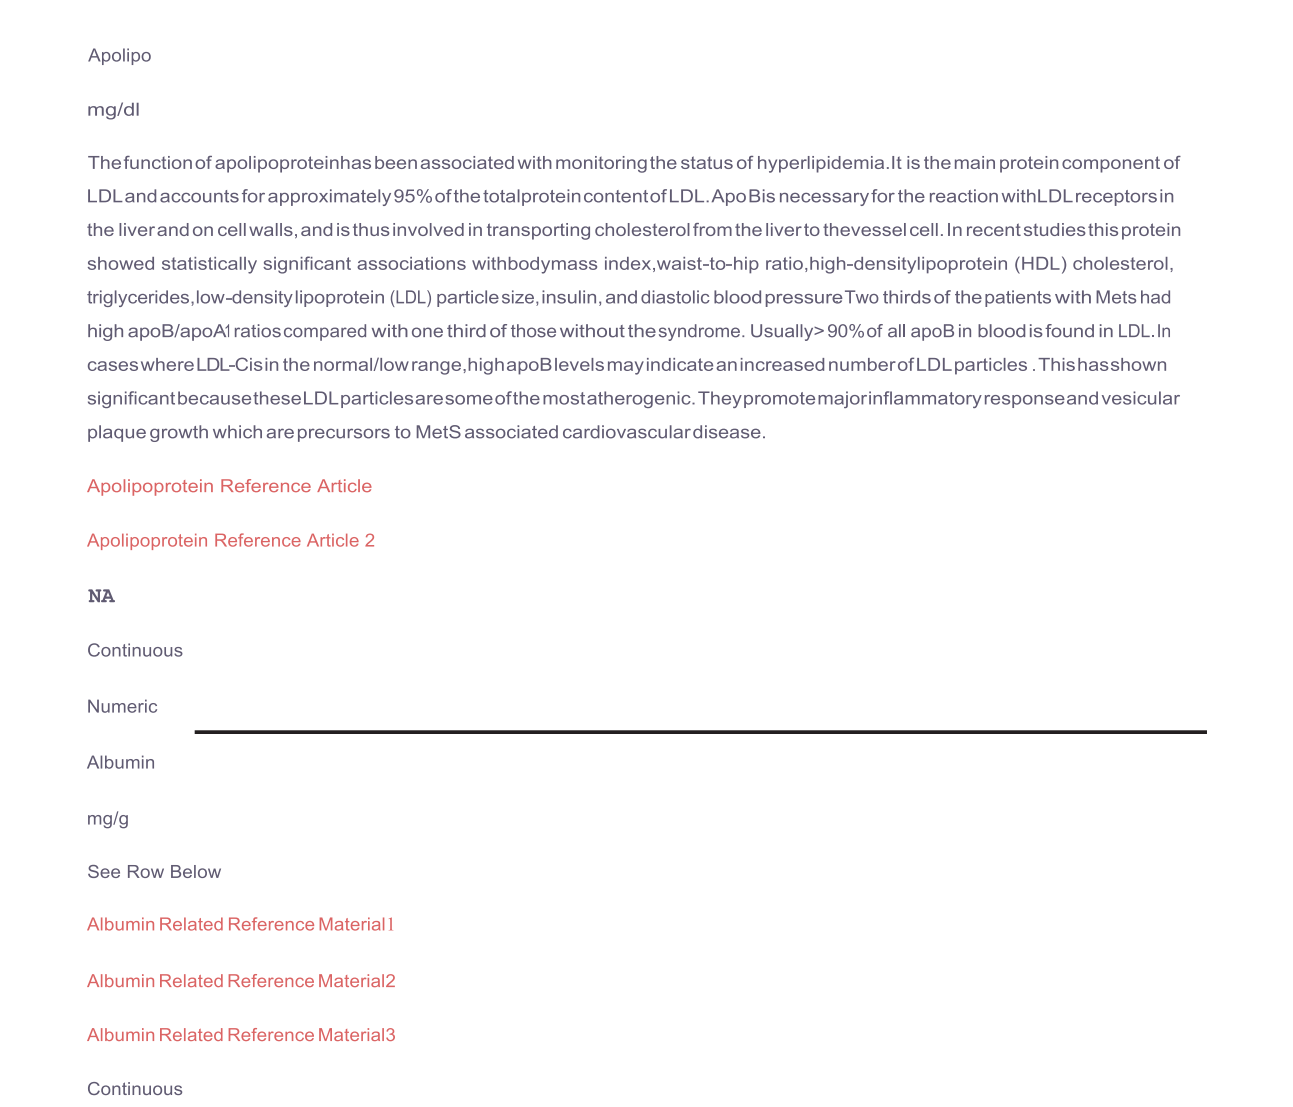 Apolipo
mg/dl
The function of apolipoprotein has been associated with monitoring the status of hyperlipidemia. It is the main protein component of
LDL and accounts for approximately 95% of the total protein content of LDL. Apo B is necessary for the reaction with LDL receptors in
the liver and on cell walls, and is thus involved in transporting cholesterol from the liver to thevessel cell. In recent studies this protein
showed statistically significant associations withbodymass index,waist-to-hip ratio,high-densitylipoprotein (HDL) cholesterol,
triglycerides, low-density lipoprotein (LDL) particle size, insulin, and diastolic blood pressure Two thirds of the patients with Mets had
high apoB/apoA1 ratios compared with one third of those without the syndrome. Usually> 90% of all apoB in blood is found in LDL. In
cases where LDL-C is in the normal/low range, high apoB levels may indicate an increased number of LDL particles . This has shown
significant because these LDL particles are some of the most atherogenic. They promote major inflammatory response and vesicular
plaque growth which are precursors to MetS associated cardiovascular disease.
Apolipoprotein Reference Article
Apolipoprotein Reference Article 2
NA
Continuous
Numeric
Albumin
mg/g
See Row Below
Albumin Related Reference Material1
Albumin Related Reference Material2
Albumin Related Reference Material3
Continuous